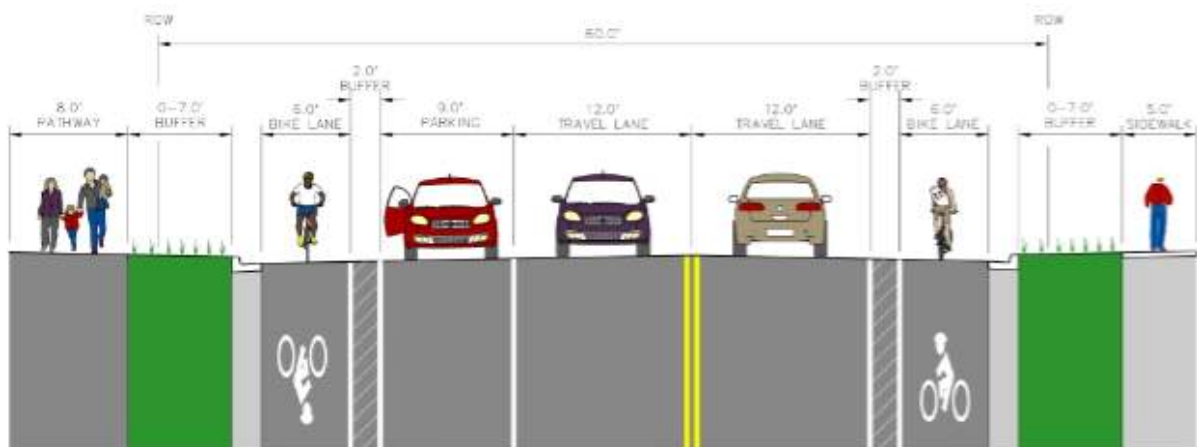 ROW
ROW
60.0'
2.0'
BUFFER
2.0'
BUFFER
8.0'
PATHWAY
0-7.0'
BUFFER
6.0'
BIKE LANE
9.0'
PARKING
12.0'
TRAVEL LANE
12.0'
TRAVEL LANE
6.0'
BIKE LANE
0-7.0'
BUFFER
5.0'
SIDEWALK